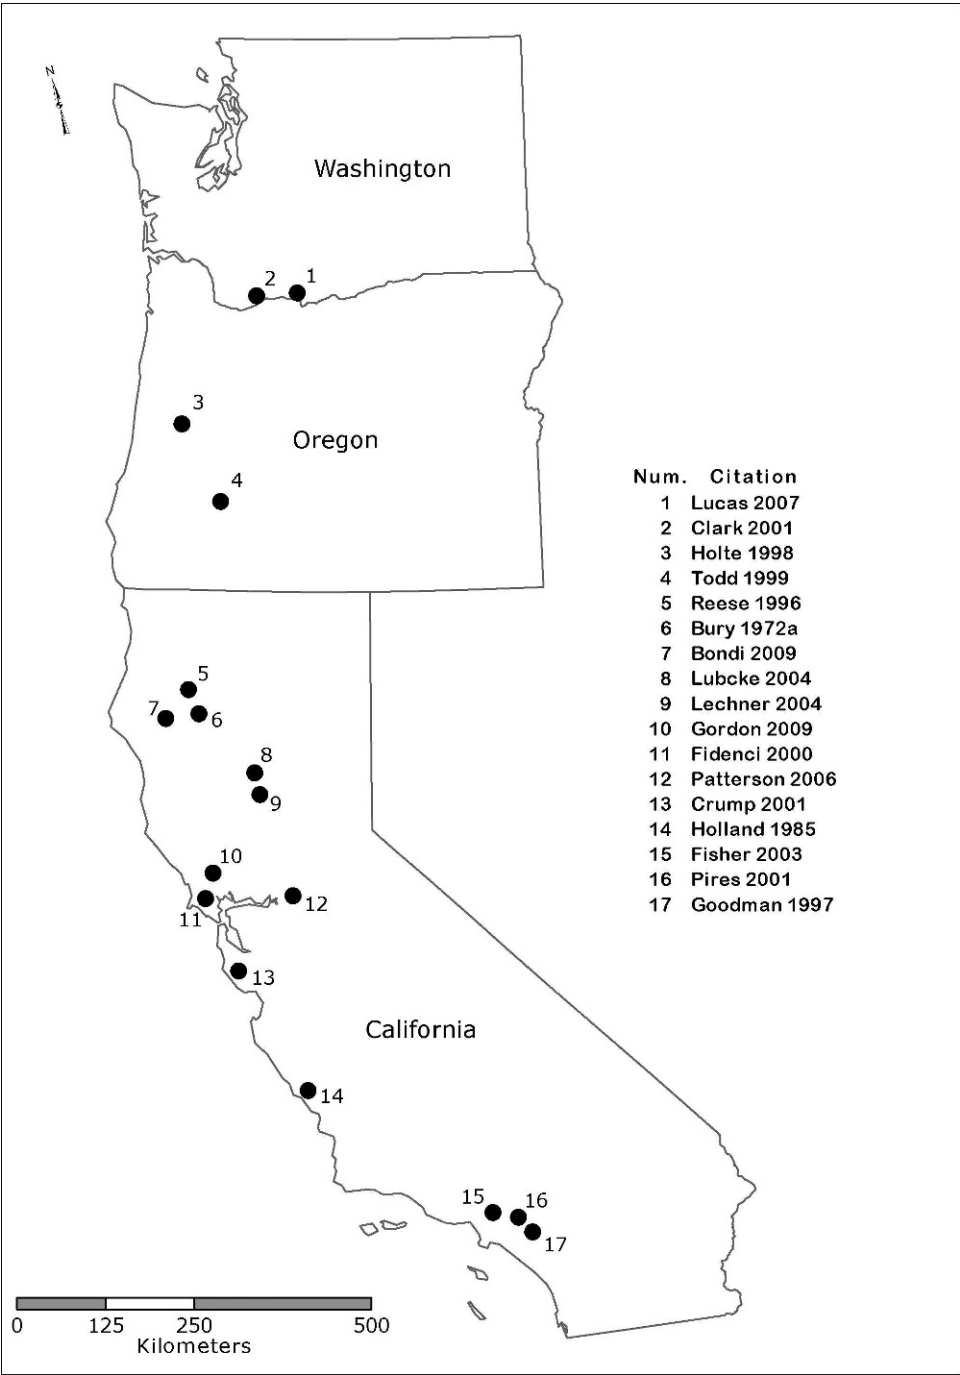 N
Washington
2
1
3
Oregon
4
Num. Citation
1 Lucas 2007
2 Clark 2001
3 Holte 1998
4 Todd 1999
5 Reese 1996
6 Bury 1972a
7 Bondi 2009
8 Lubcke 2004
9 Lechner 2004
10 Gordon 2009
11 Fidenci 2000
12 Patterson 2006
13 Crump 2001
14 Holland 1985
15 Fisher 2003
16 Pires 2001
17 Goodman 1997
5
7
6
8
9
10
11
12
13
California
14
15
16
17
0 125 250 500
Kilometers